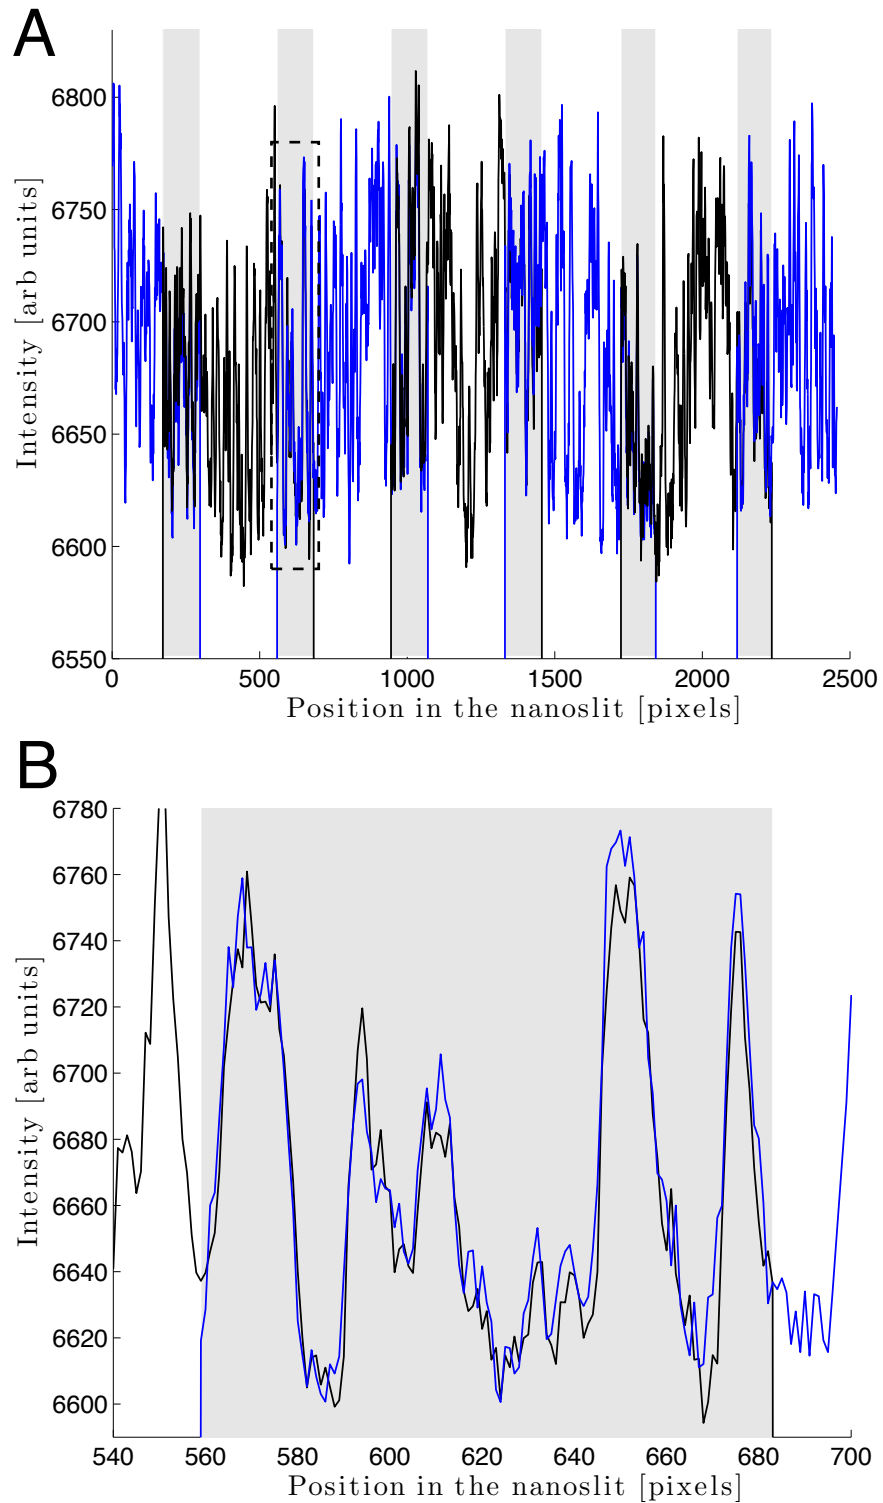 A
6800
6750
6700
6650
6600
6550
Intensity [arb units]
0 500 1000 1500 2000 2500
Position in the nanoslit [pixels]
B
6780
6760
6740
6720
6700
6680
6660
6640
6620
6600
Intensity [arb units]
540 560 580 600 620 640 660 680 700
Position in the nanoslit [pixels]